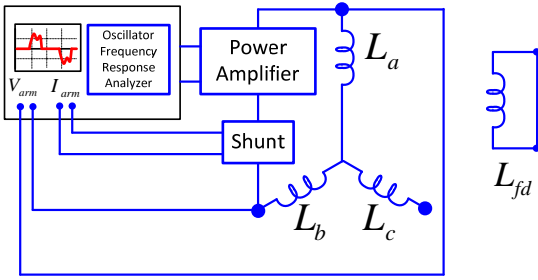 Oscillator
Frequency
Response
Analyzer
V_arm I_arm
Power
Amplifier
Shunt
L_a
L_b
L_c
L_fd